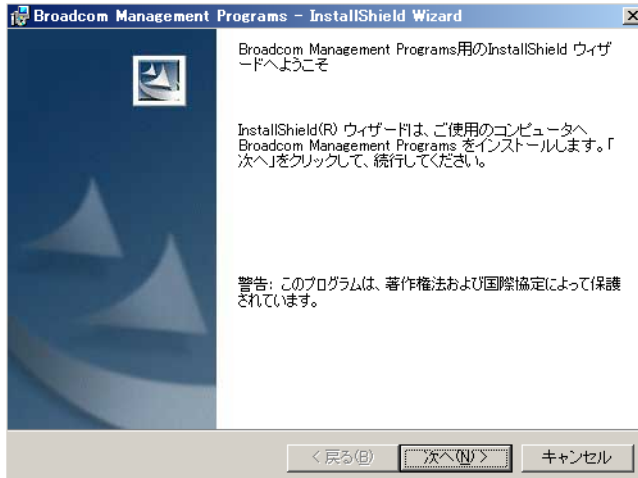 Broadcom Management Programs - InstallShield Wizard
Broadcom Management Programs用のInstallShield ウィザ
ードへようこそ
InstallShield(R) ウィザードは、ご使用のコンピュータへ
Broadcom Management Programs をインストールします。「
次へ」をクリックして、続行してください。
警告: このプログラムは、著作権法および国際協定によって保護
されています。
< 戻る(B)
次へ(N) >
キャンセル